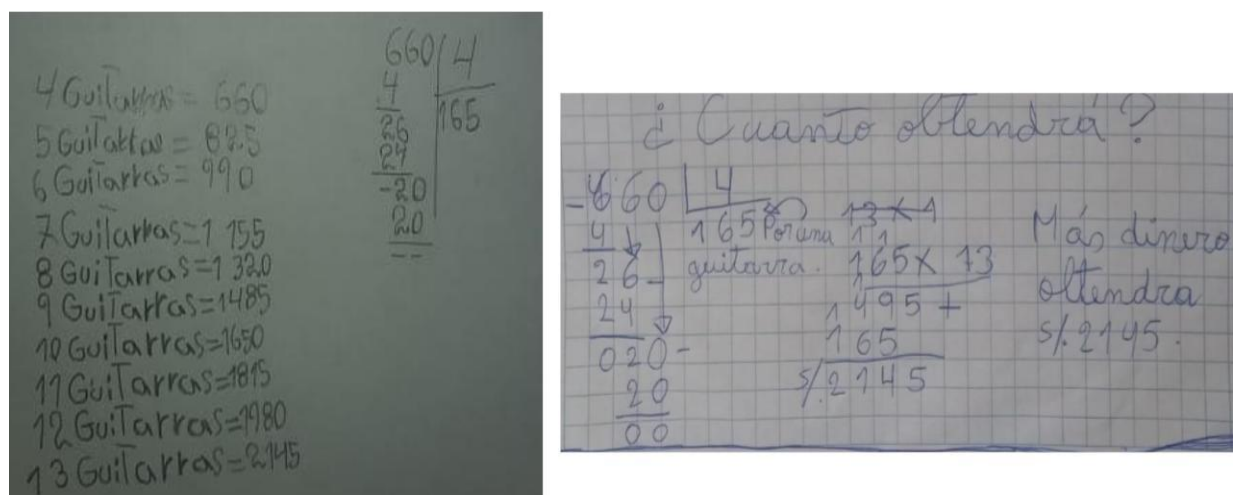 4 Guitarras = 660
5 Guitarras = 825
6 Guitarras = 990
7 Guitarras = 1 155
8 Guitarras = 1 320
9 Guitarras = 1485
10 Guitarras = 1650
11 Guitarras = 1815
12 Guitarras = 1980
13 Guitarras = 2145
660 4
4 165
26
24
-20
20
--
¿Cuanto obtendrá?
-660 4
4 165 Por una
26- guitarra.
24
020-
20
00
13 x 4
11
165 x 13
495 +
165
s/. 2145
Más dinero
obtendra
s/. 2145.